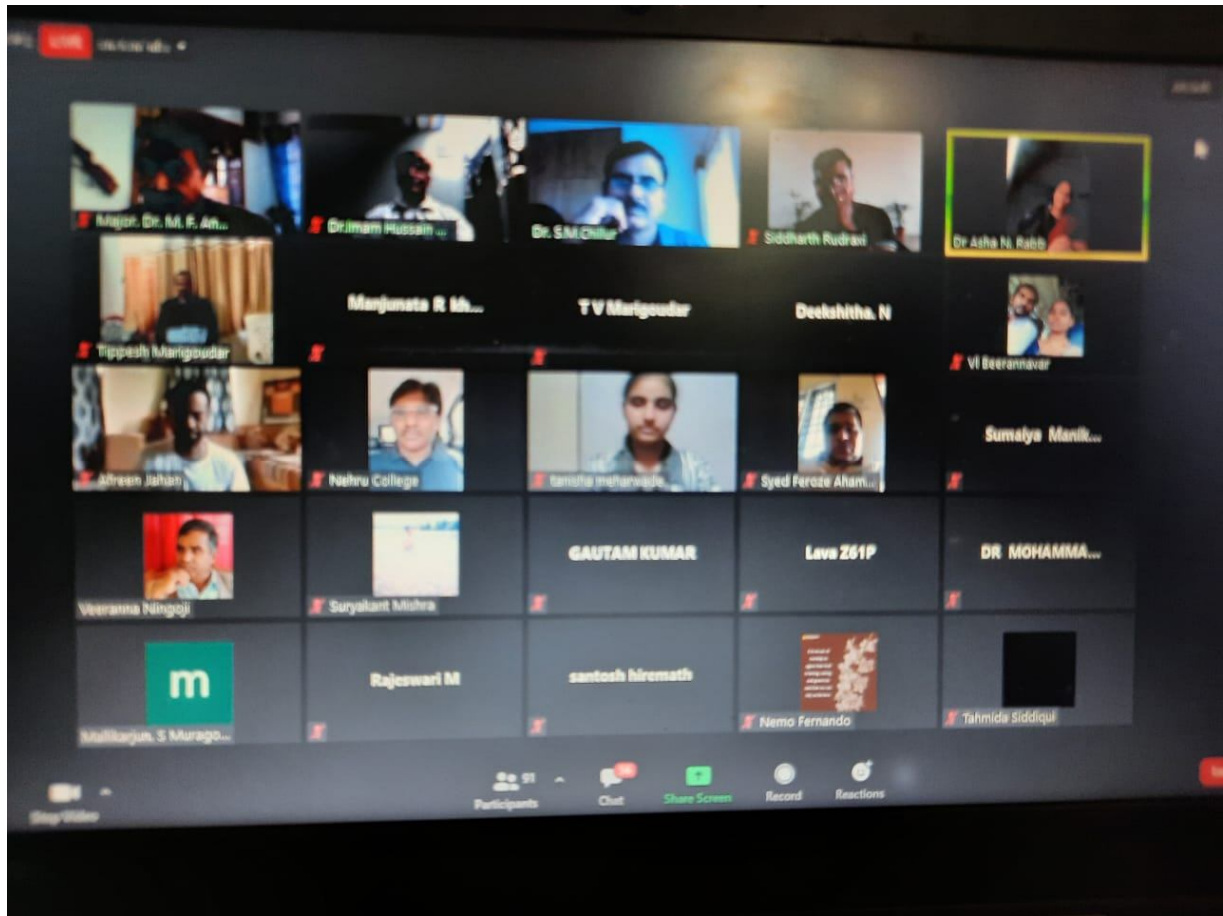 LIVE
Major. Dr. M. F. An...
Dr.Imam Hussain ...
Dr. S.M.Chillur
Siddharth Rudraxi
Dr Asha N. Rabb
Tippesh Marigoudar
Manjunata R kh...
T V Marigoudar
Deekshitha. N
Vl Beerannavar
Afreen Jahan
Nehru College
tanisha meharwade
Syed Feroze Aham...
Sumaiya Manik...
Veeranna Ningoji
Suryakant Mishra
GAUTAM KUMAR
Lava Z61P
DR MOHAMMA...
m
Mallikarjun. S Murago...
Rajeswari M
santosh hiremath
Nemo Fernando
Tahmida Siddiqui
Stop Video
91
Participants
Chat
Share Screen
Record
Reactions